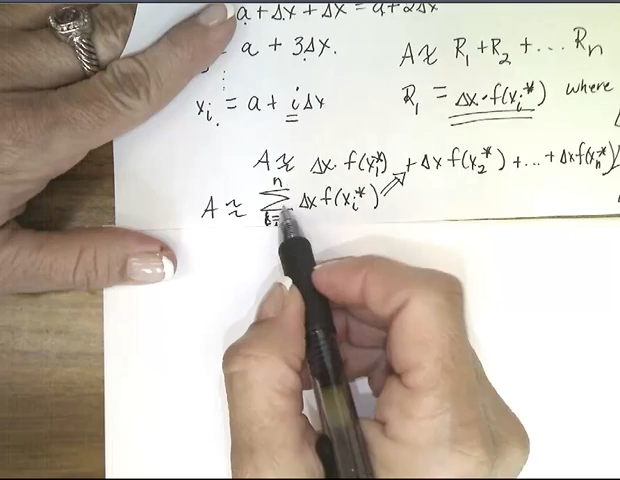 a + Δx + Δx = a + 2Δx
= a + 3Δx.
A ≈ R₁ + R₂ + ... Rₙ
xᵢ = a + iΔx
R₁ = Δx · f(xᵢ*) where
A ≈ Δx f(x₁*) + Δx f(x₂*) + ... + Δx f(xₙ*)
A ≈ Σ n Δx f(xᵢ*)